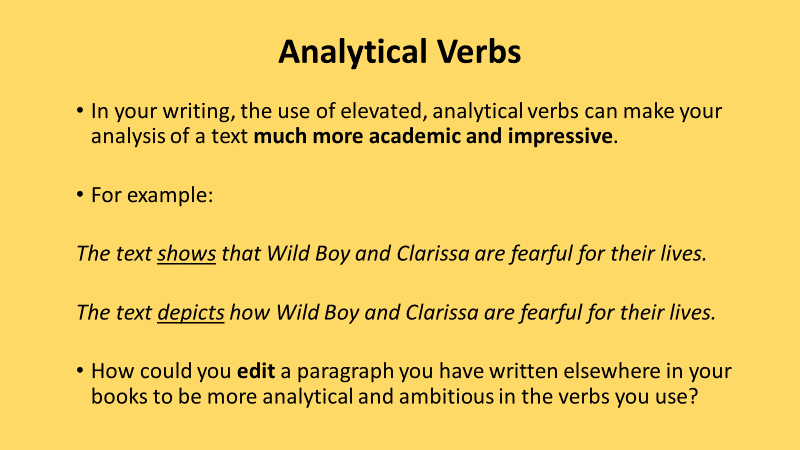 Analytical Verbs
• In your writing, the use of elevated, analytical verbs can make your
analysis of a text much more academic and impressive.
• For example:
The text shows that Wild Boy and Clarissa are fearful for their lives.
The text depicts how Wild Boy and Clarissa are fearful for their lives.
• How could you edit a paragraph you have written elsewhere in your
books to be more analytical and ambitious in the verbs you use?